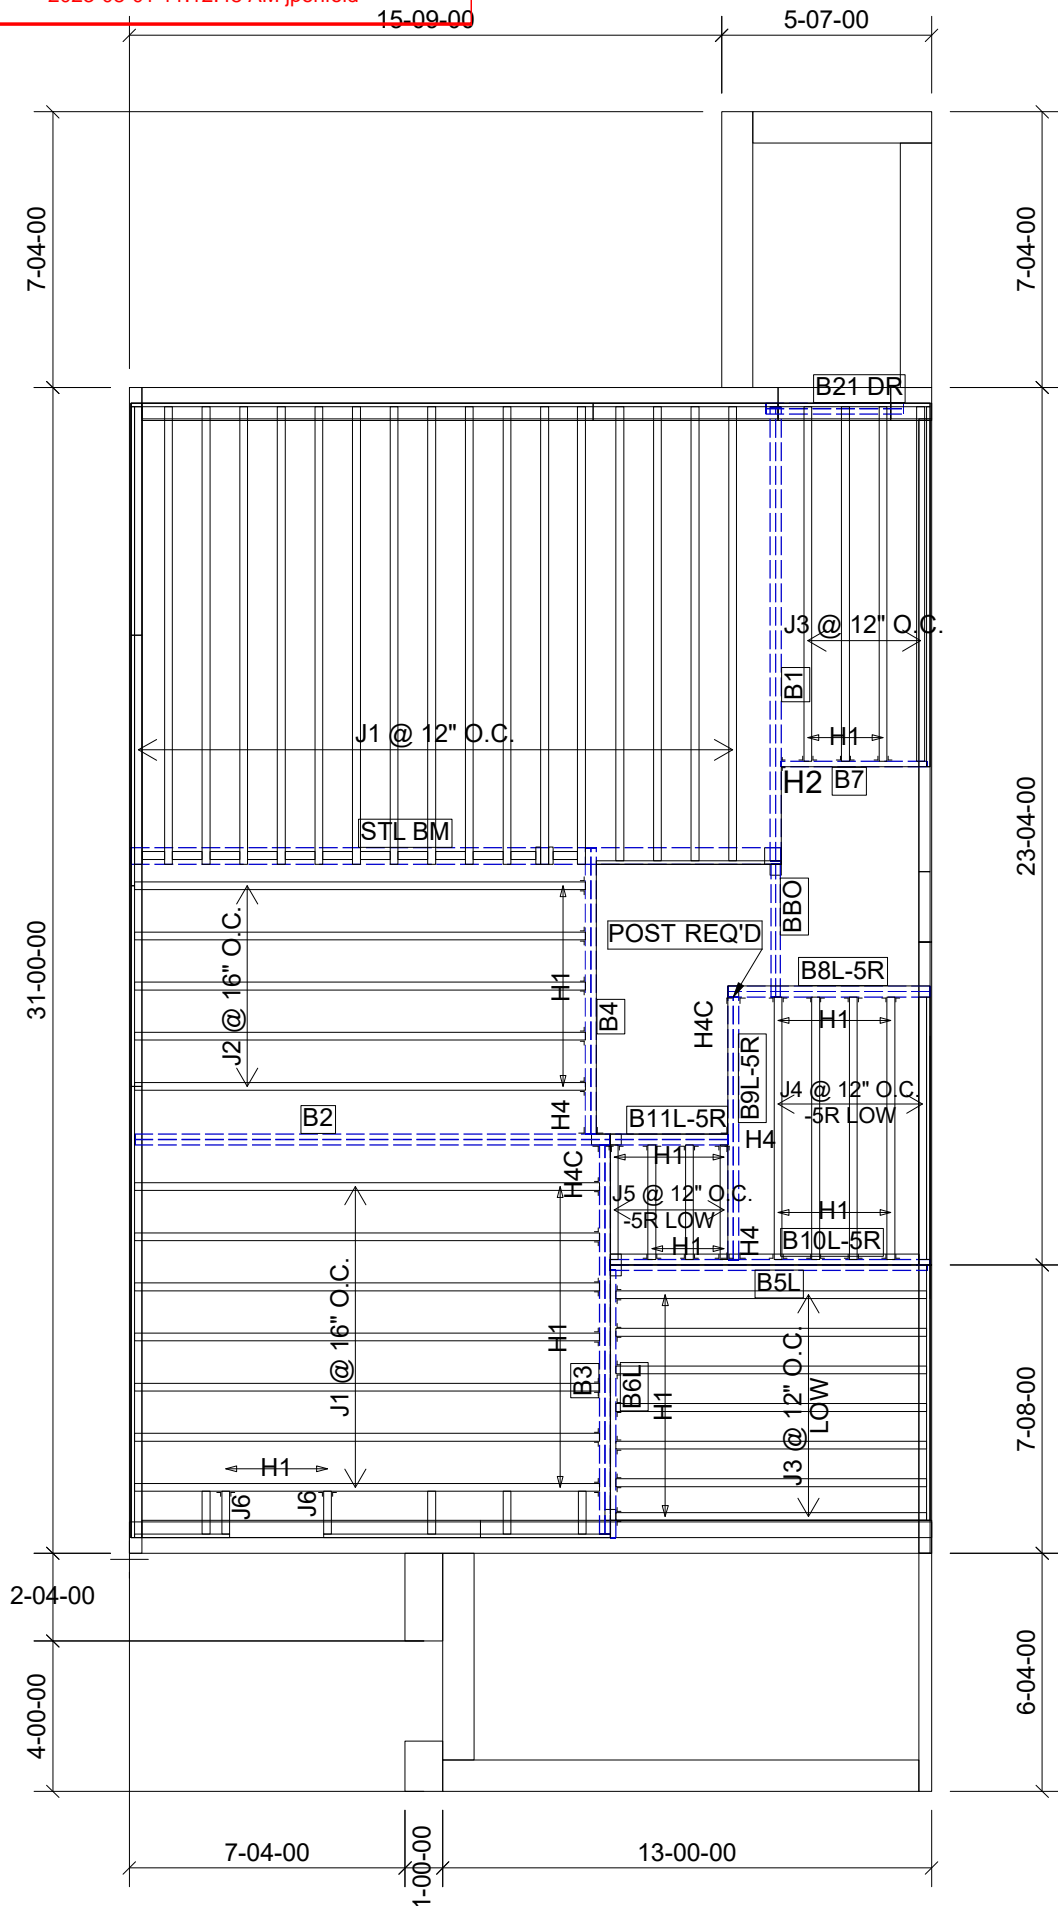 15-09-00
5-07-00
7-04-00
7-04-00
B21 DR
J3 @ 12" O.C.
B1
J1 @ 12" O.C.
H1
H2
B7
STL BM
23-04-00
31-00-00
J2 @ 16" O.C.
H1
BBO
POST REQ'D
B8L-5R
B4
H4C
H1
B9L-5R
J4 @ 12" O.C.
-5R LOW
B2
H4
B11L-5R
H4
H4C
H1
J5 @ 12" O.C.
-5R LOW
H1
H1
H4
B10L-5R
B5L
J1 @ 16" O.C.
H1
B3
B6L
H1
J3 @ 12" O.C.
LOW
7-08-00
H1
J6
J6
2-04-00
4-00-00
6-04-00
7-04-00
1-00-00
13-00-00